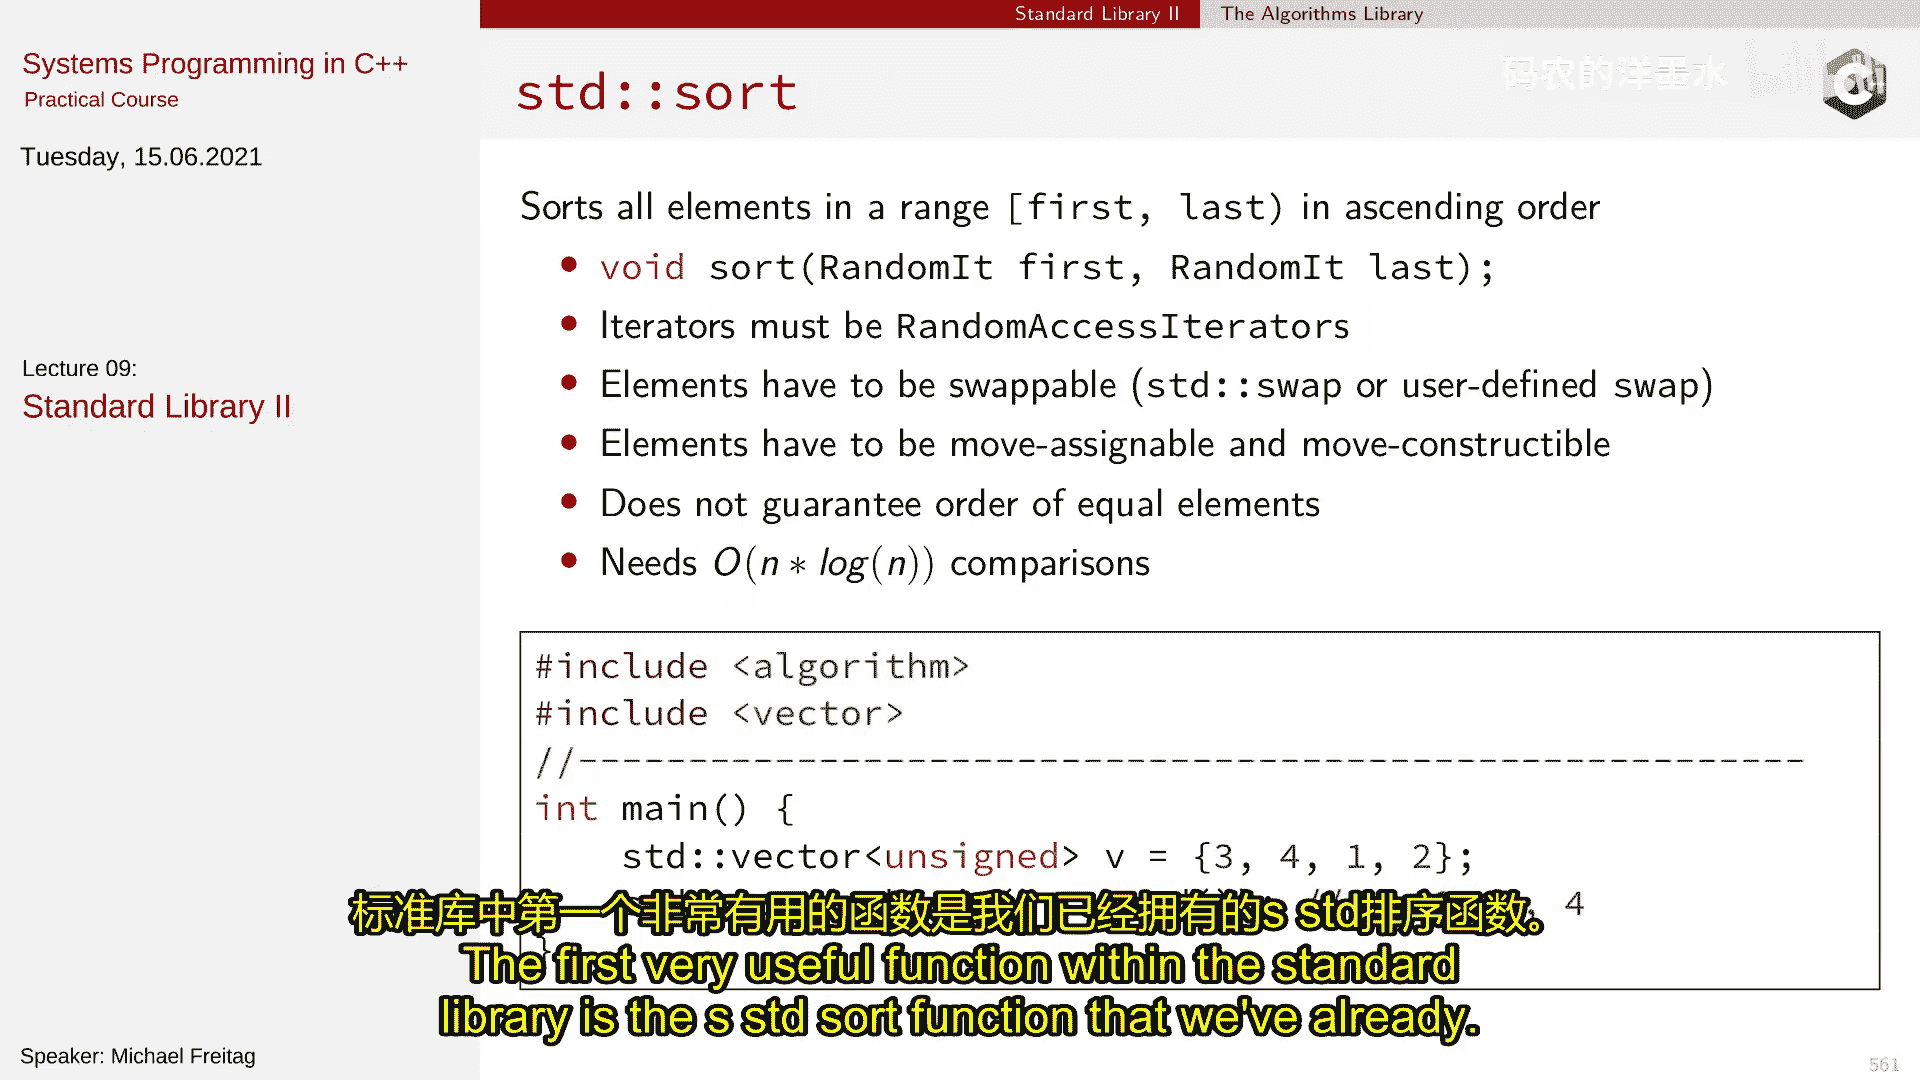 Standard Library II
The Algorithms Library
Systems Programming in C++
Practical Course
Tuesday, 15.06.2021
Lecture 09:
Standard Library II
码农的洋墨水
std::sort
Sorts all elements in a range [first, last) in ascending order
• void sort(RandomIt first, RandomIt last);
• Iterators must be RandomAccessIterators
• Elements have to be swappable (std::swap or user-defined swap)
• Elements have to be move-assignable and move-constructible
• Does not guarantee order of equal elements
• Needs O(n * log(n)) comparisons
#include <algorithm>
#include <vector>
//---------------------------------------------------------
int main() {
std::vector<unsigned> v = {3, 4, 1, 2};
, 4
}
标准库中第一个非常有用的函数是我们已经拥有的s std排序函数。
The first very useful function within the standard
library is the s std sort function that we've already.
Speaker: Michael Freitag
561